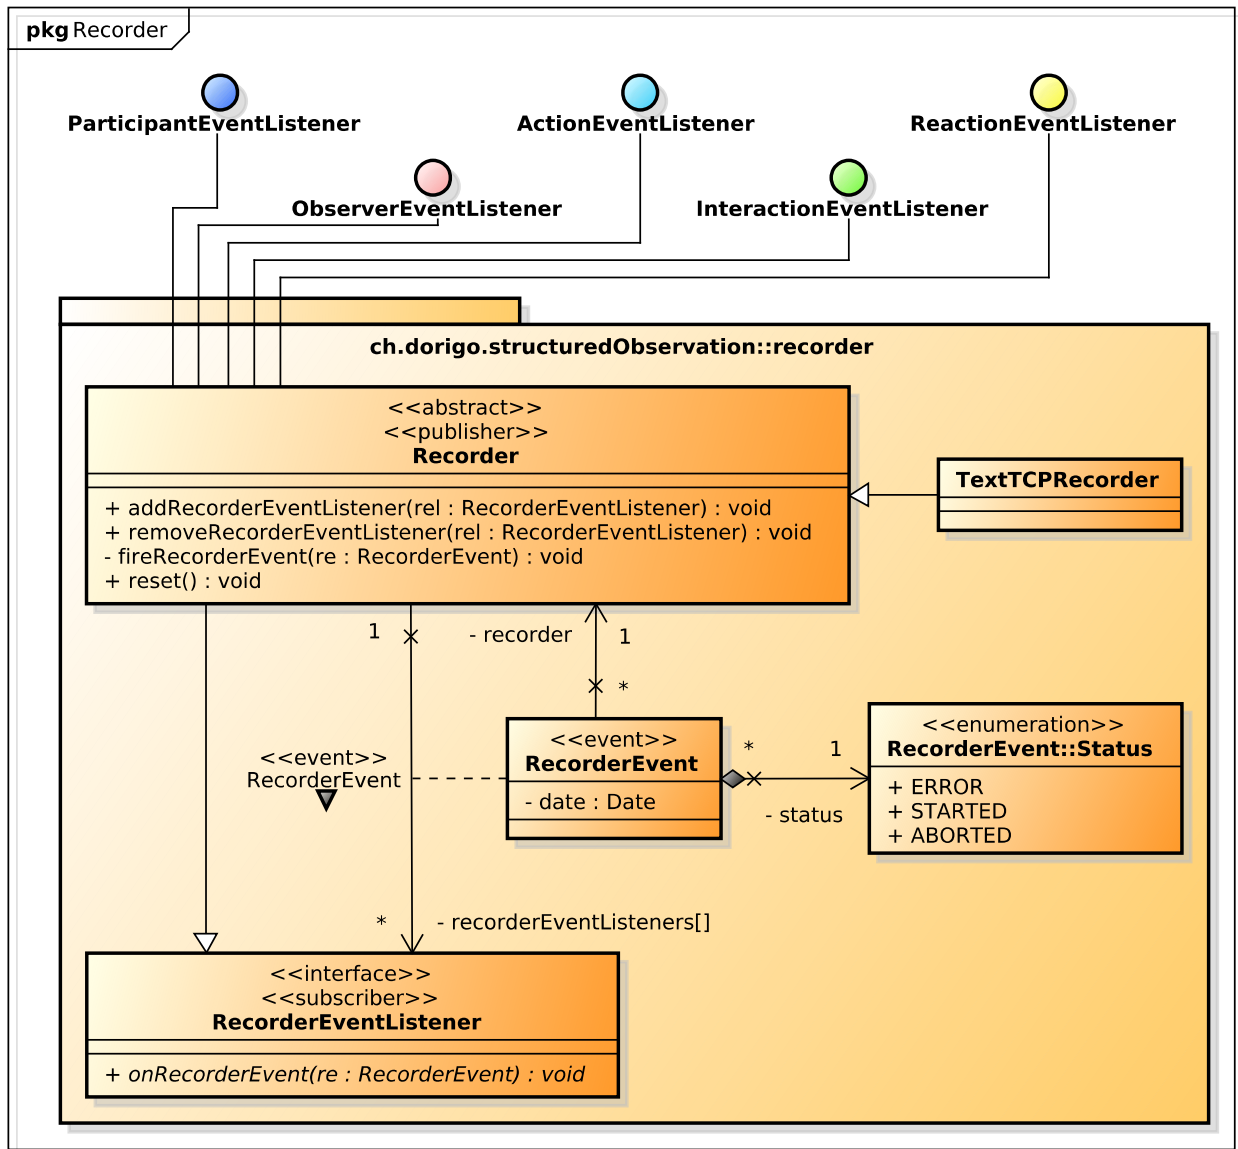 pkg Recorder
ParticipantEventListener
ActionEventListener
ReactionEventListener
ObserverEventListener
InteractionEventListener
ch.dorigo.structuredObservation::recorder
<<abstract>>
<<publisher>>
Recorder
+ addRecorderEventListener(rel : RecorderEventListener) : void
+ removeRecorderEventListener(rel : RecorderEventListener) : void
- fireRecorderEvent(re : RecorderEvent) : void
+ reset() : void
TextTCPRecorder
1
- recorder
1
*
<<event>>
RecorderEvent
<<event>>
RecorderEvent
- date : Date
*
1
- status
<<enumeration>>
RecorderEvent::Status
+ ERROR
+ STARTED
+ ABORTED
*
- recorderEventListeners[]
<<interface>>
<<subscriber>>
RecorderEventListener
+ onRecorderEvent(re : RecorderEvent) : void